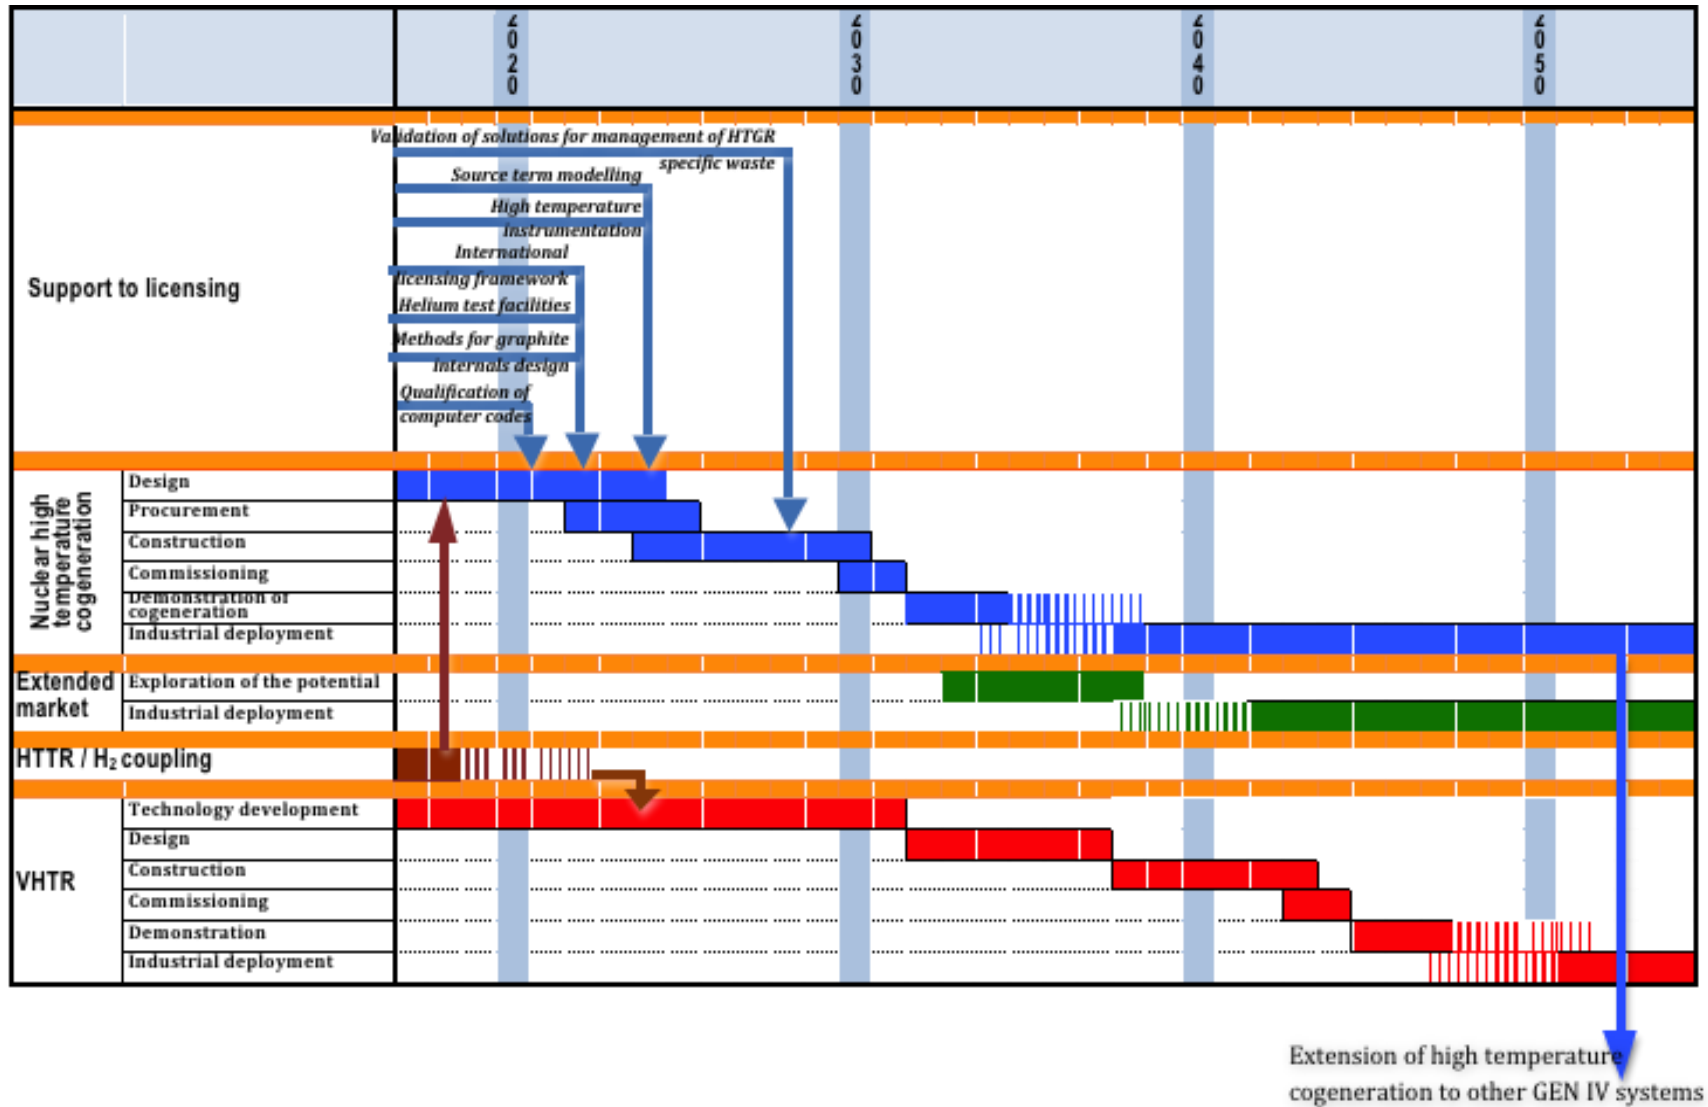 2020
2030
2040
2050
Validation of solutions for management of HTGR
specific waste
Source term modelling
High temperature
instrumentation
International
licensing framework
Helium test facilities
Methods for graphite
internals design
Qualification of
computer codes
Support to licensing
Nuclear high
temperature
cogeneration
Design
Procurement
Construction
Commissioning
Demonstration of
cogeneration
Industrial deployment
Extended
market
Exploration of the potential
Industrial deployment
HTTR / H₂ coupling
VHTR
Technology development
Design
Construction
Commissioning
Demonstration
Industrial deployment
Extension of high temperature
cogeneration to other GEN IV systems